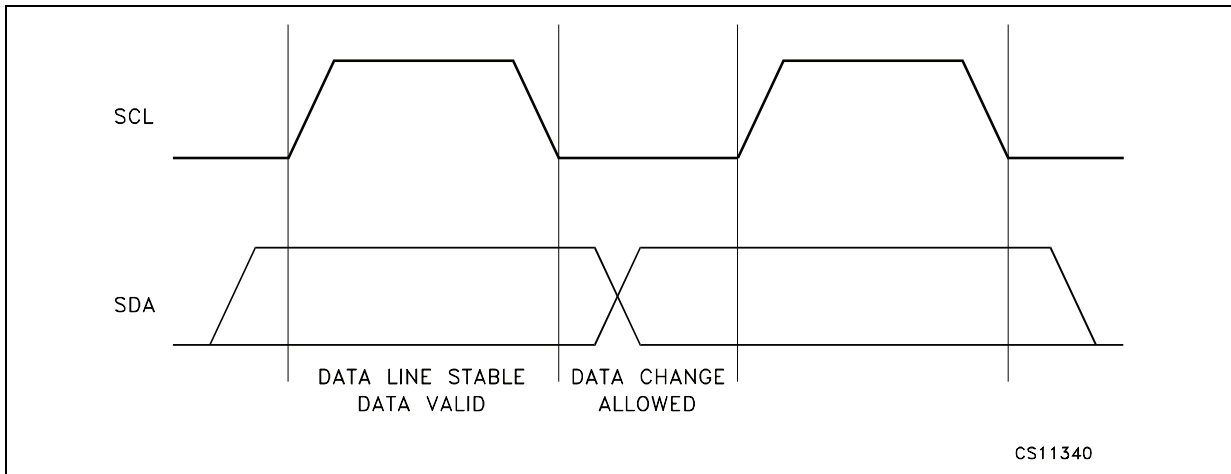 SCL
SDA
DATA LINE STABLE
DATA VALID
DATA CHANGE
ALLOWED
CS11340